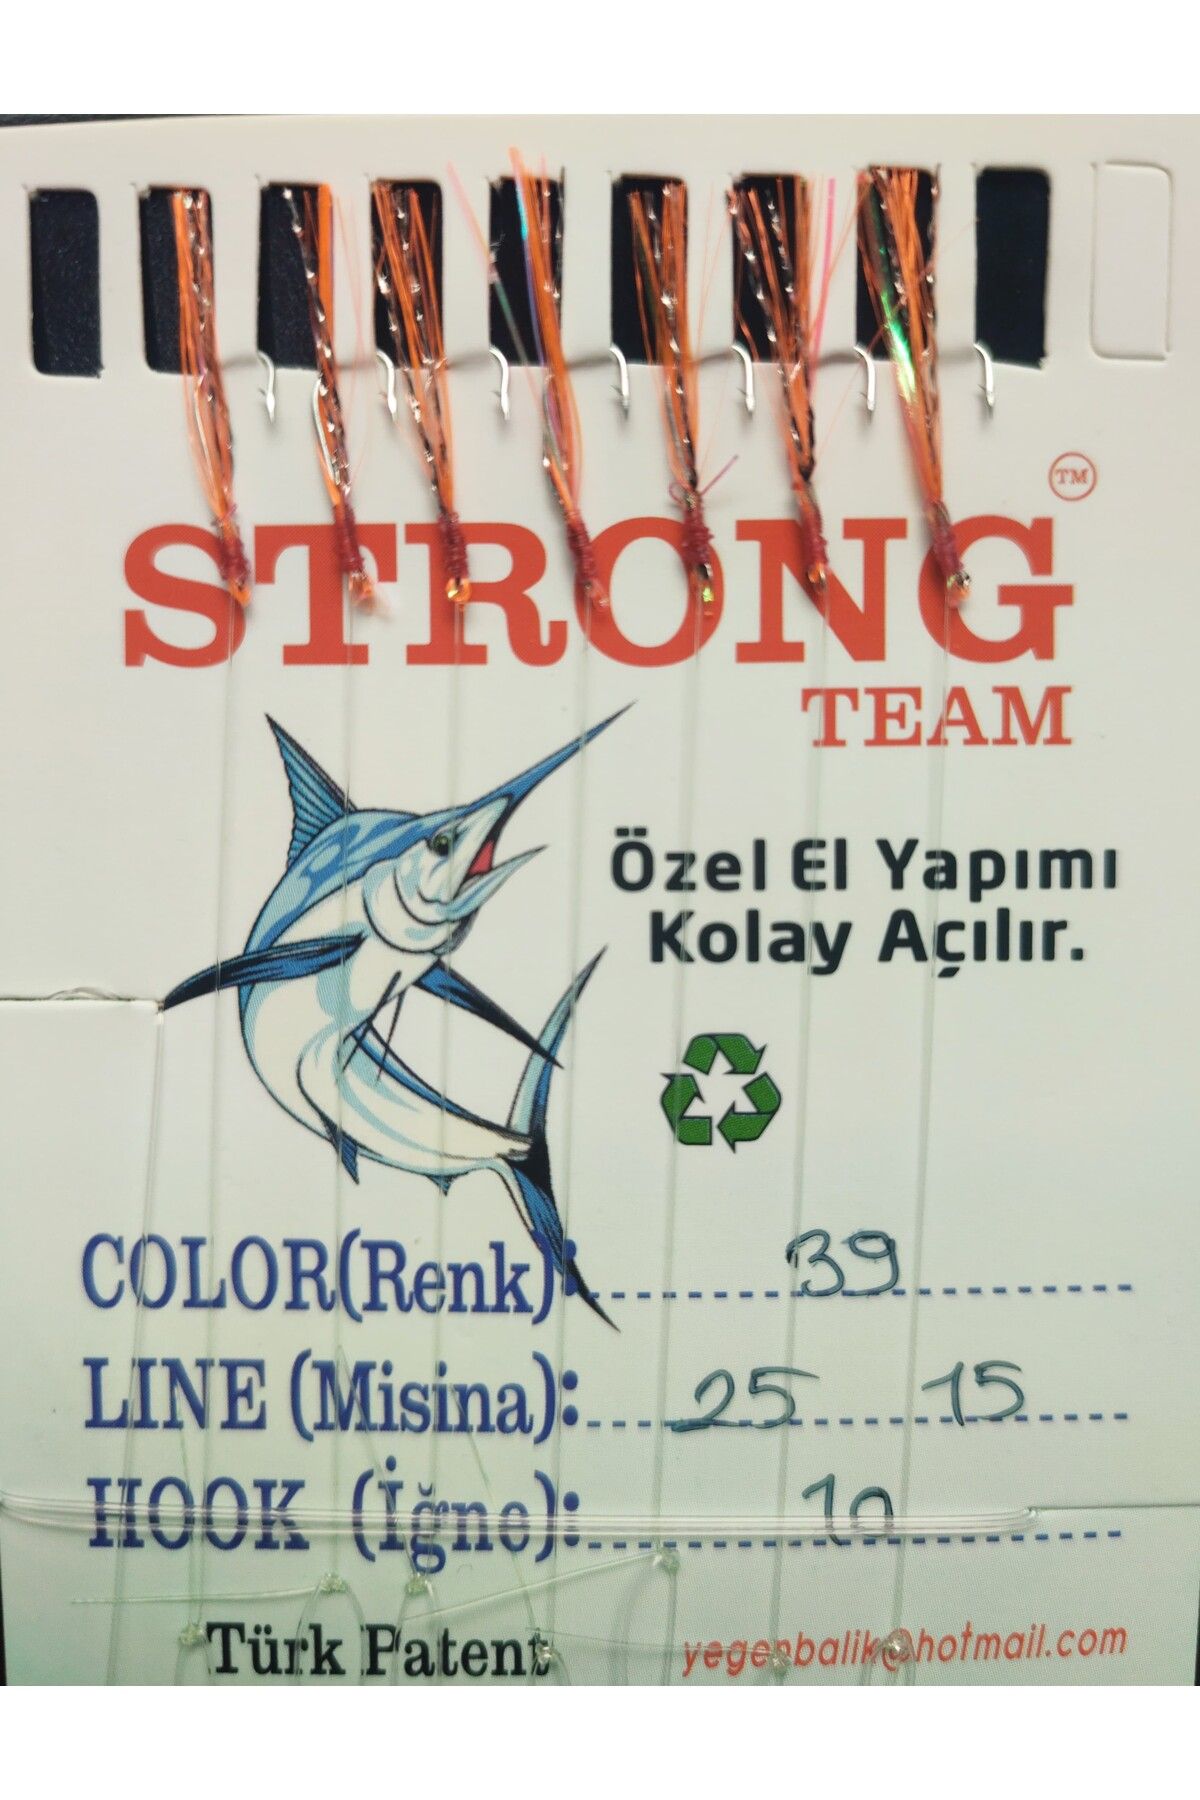 TM
STRONG
TEAM
Özel El Yapımı
Kolay Açılır.
COLOR(Renk):........39........
LINE (Misina):........25 15........
HOOK (İğne):........10........
Türk Patent
yegenbalik@hotmail.com